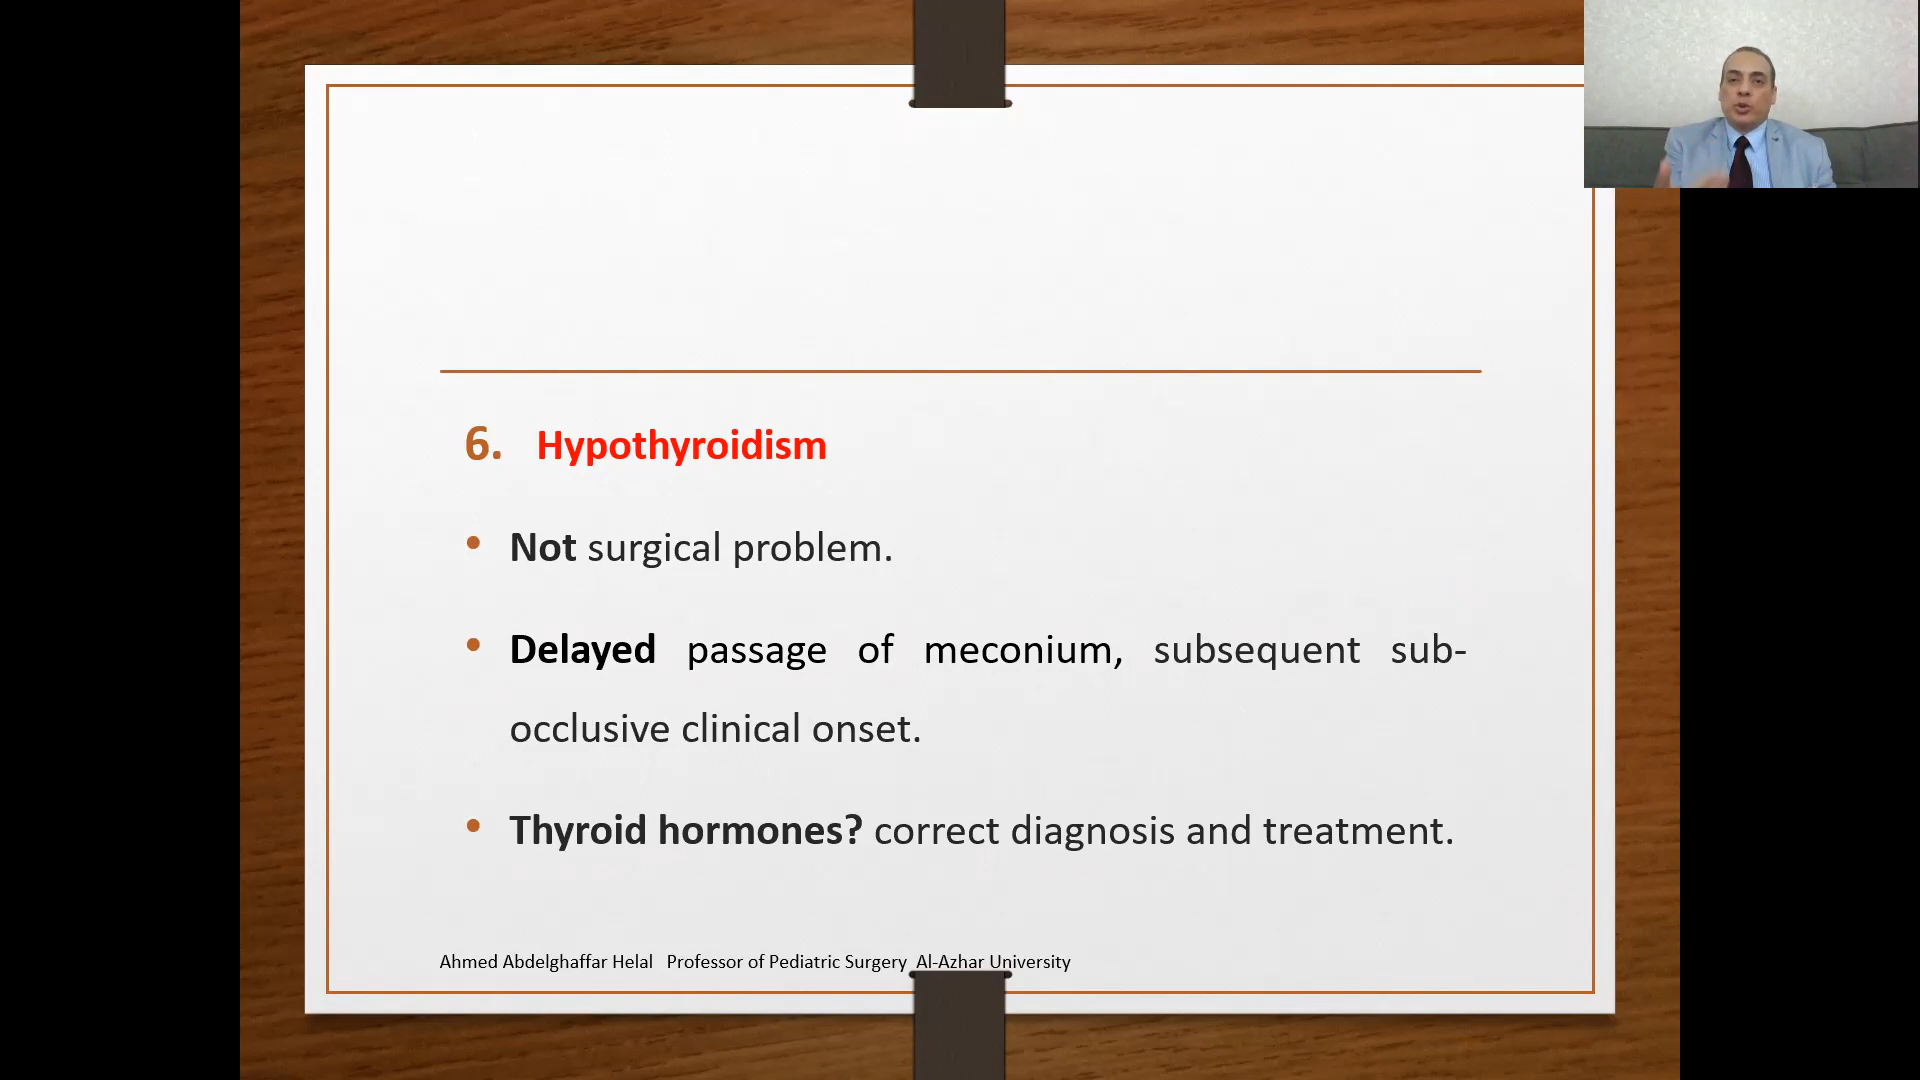 6. Hypothyroidism
• Not surgical problem.
• Delayed passage of meconium, subsequent sub-
occlusive clinical onset.
• Thyroid hormones? correct diagnosis and treatment.
Ahmed Abdelghaffar Helal Professor of Pediatric Surgery Al-Azhar University